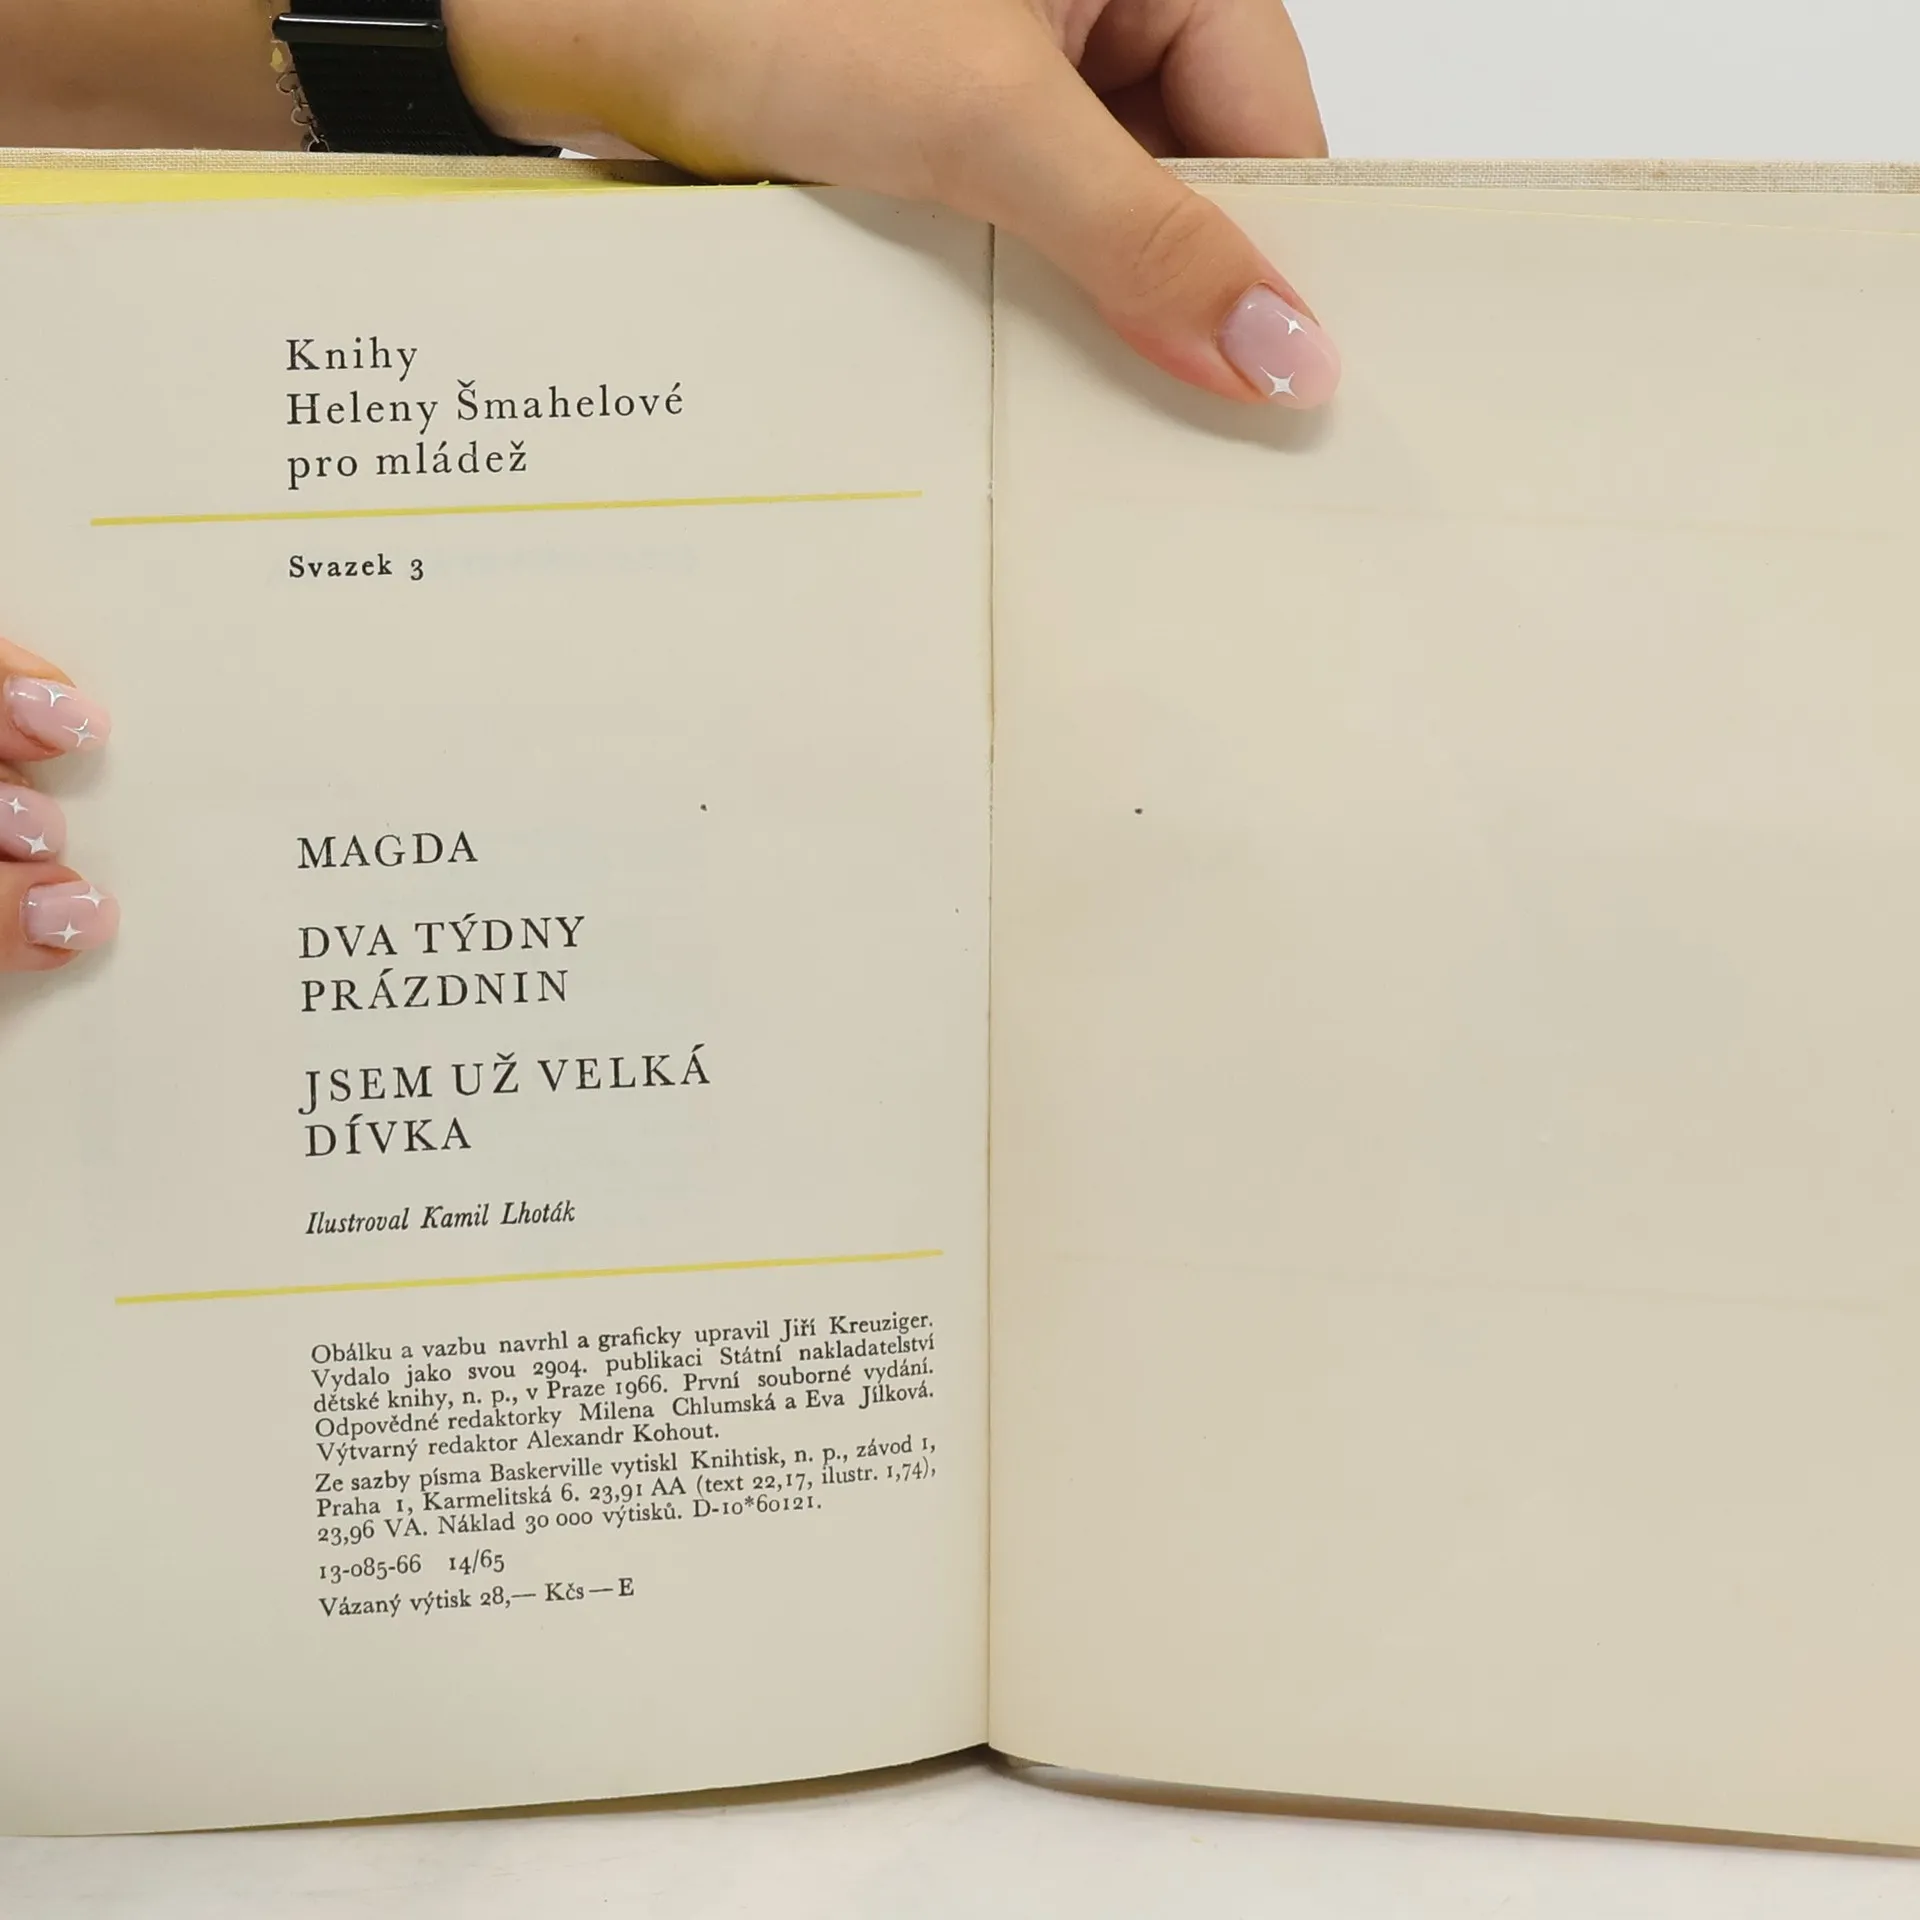 Knihy
Heleny Šmahelové
pro mládež
Svazek 3
MAGDA
DVA TÝDNY
PRÁZDNIN
JSEM UŽ VELKÁ
DÍVKA
Ilustroval Kamil Lhoták
Obálku a vazbu navrhl a graficky upravil Jiří Kreuziger.
Vydalo jako svou 2904. publikaci Státní nakladatelství
dětské knihy, n. p., v Praze 1966. První souborné vydání.
Odpovědné redaktorky Milena Chlumská a Eva Jílková.
Výtvarný redaktor Alexandr Kohout.
Ze sazby písma Baskerville vytiskl Knihtisk, n. p., závod 1,
Praha 1, Karmelitská 6. 23,91 AA (text 22,17, ilustr. 1,74),
23,96 VA. Náklad 30 000 výtisků. D-10*60121.
13-085-66 14/65
Vázaný výtisk 28,— Kčs — E